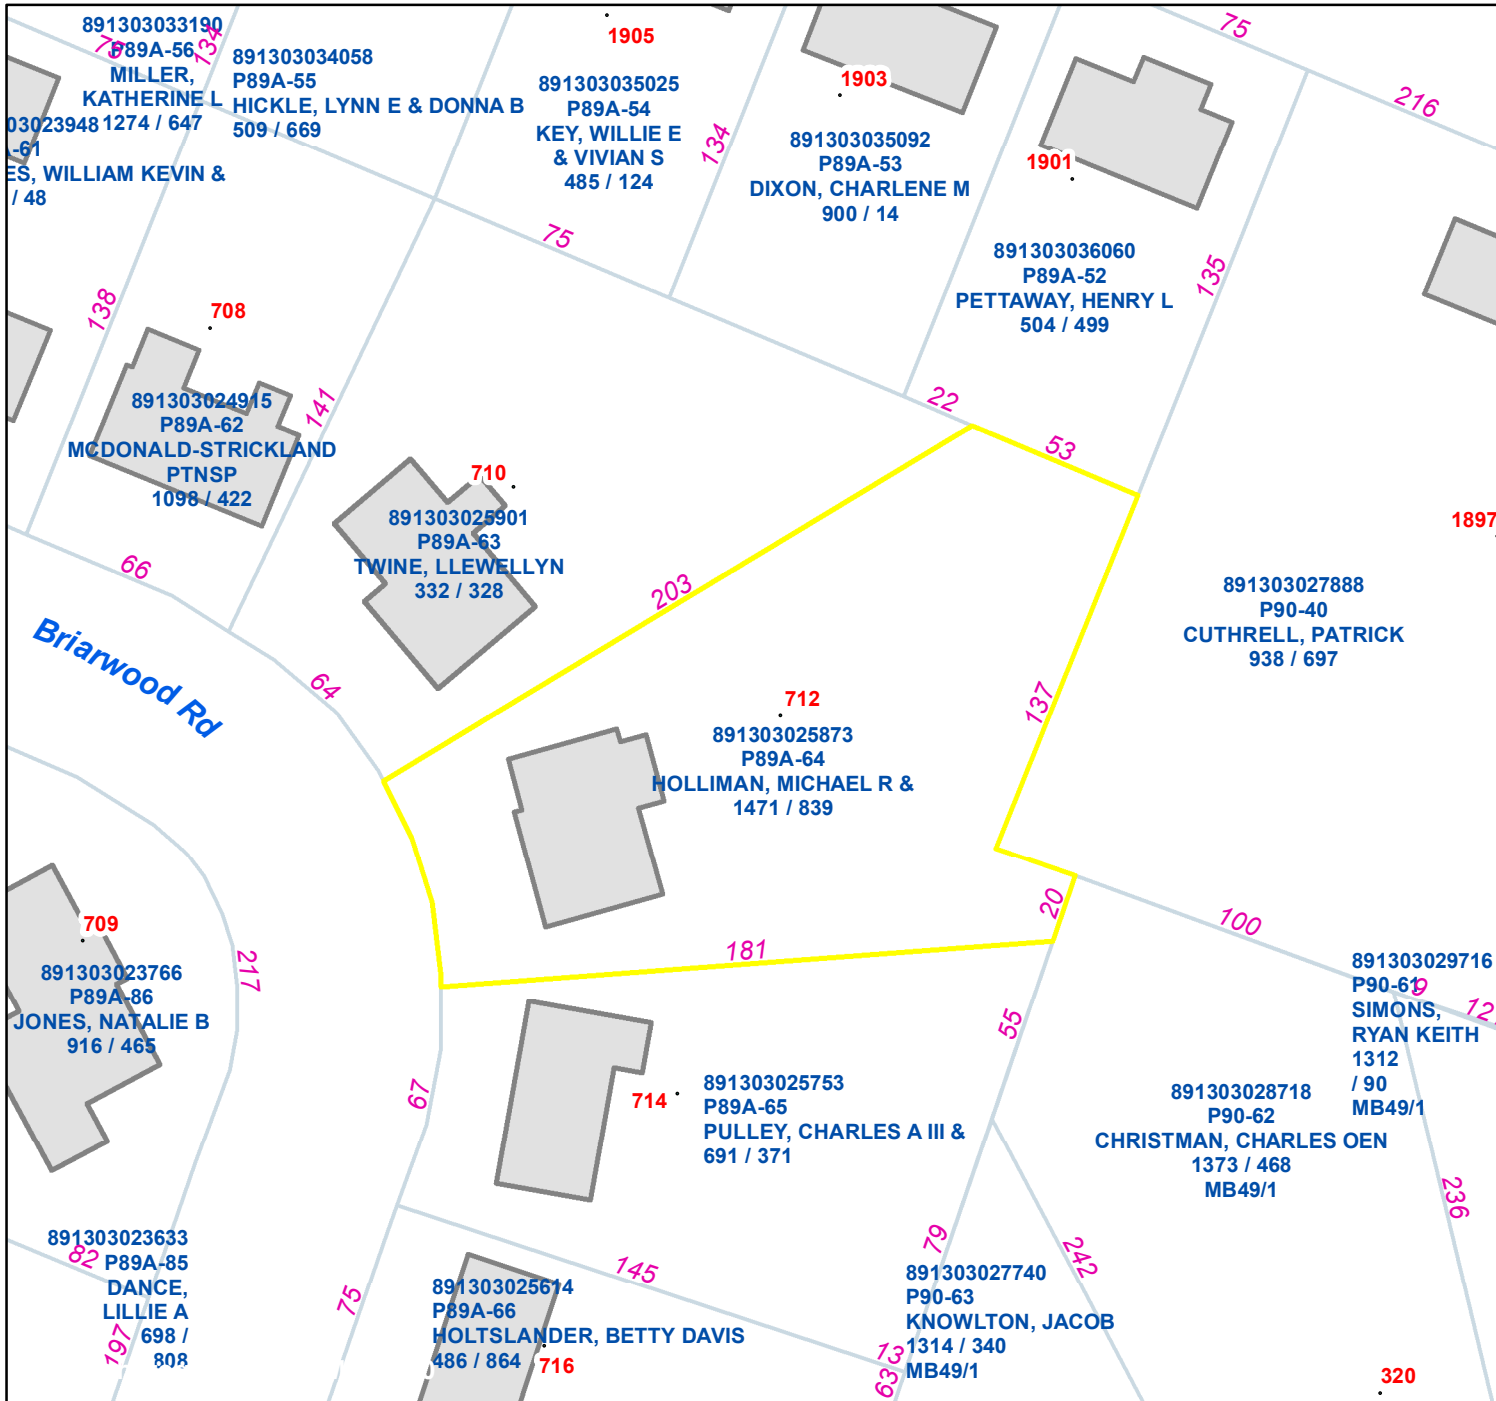 891303033190
P89A-56
MILLER,
KATHERINE L
1274 / 647
75
134
891303034058
P89A-55
HICKLE, LYNN E & DONNA B
509 / 669
1905
891303035025
P89A-54
KEY, WILLIE E
& VIVIAN S
485 / 124
134
1903
891303035092
P89A-53
DIXON, CHARLENE M
900 / 14
75
216
1901
891303036060
P89A-52
PETTAWAY, HENRY L
504 / 499
135
03023948
-61
ES, WILLIAM KEVIN &
/ 48
75
138
708
141
22
53
891303024915
P89A-62
MCDONALD-STRICKLAND
PTNSP
1098 / 422
710
891303025901
P89A-63
TWINE, LLEWELLYN
332 / 328
1897
66
203
891303027888
P90-40
CUTHRELL, PATRICK
938 / 697
Briarwood Rd
64
137
712
891303025873
P89A-64
HOLLIMAN, MICHAEL R &
1471 / 839
20
100
181
709
891303023766
P89A-86
JONES, NATALIE B
916 / 465
217
891303029716
P90-61
SIMONS,
RYAN KEITH
1312
/ 90
MB49/1
9
12
55
67
714
891303025753
P89A-65
PULLEY, CHARLES A III &
691 / 371
891303028718
P90-62
CHRISTMAN, CHARLES OEN
1373 / 468
MB49/1
236
79
242
891303023633
P89A-85
DANCE,
LILLIE A
698 /
808
82
197
75
145
891303025614
P89A-66
HOLTSLANDER, BETTY DAVIS
486 / 864
716
891303027740
P90-63
KNOWLTON, JACOB
1314 / 340
MB49/1
13
63
320